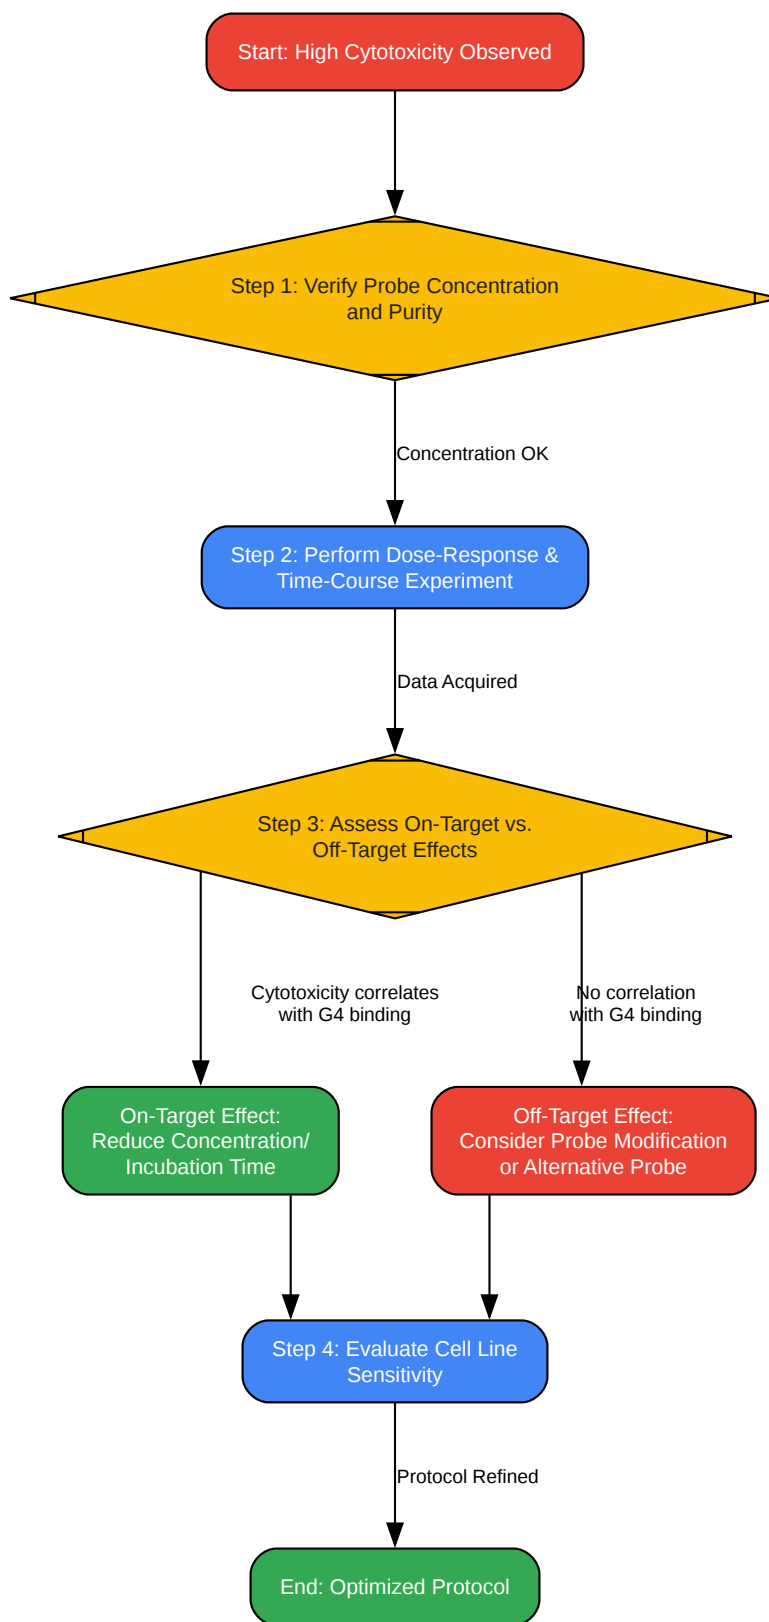 Start: High Cytotoxicity Observed
Step 1: Verify Probe Concentration
and Purity
Concentration OK
Step 2: Perform Dose-Response &
Time-Course Experiment
Data Acquired
Step 3: Assess On-Target vs.
Off-Target Effects
Cytotoxicity correlates
with G4 binding
No correlation
with G4 binding
On-Target Effect:
Reduce Concentration/
Incubation Time
Off-Target Effect:
Consider Probe Modification
or Alternative Probe
Step 4: Evaluate Cell Line
Sensitivity
Protocol Refined
End: Optimized Protocol